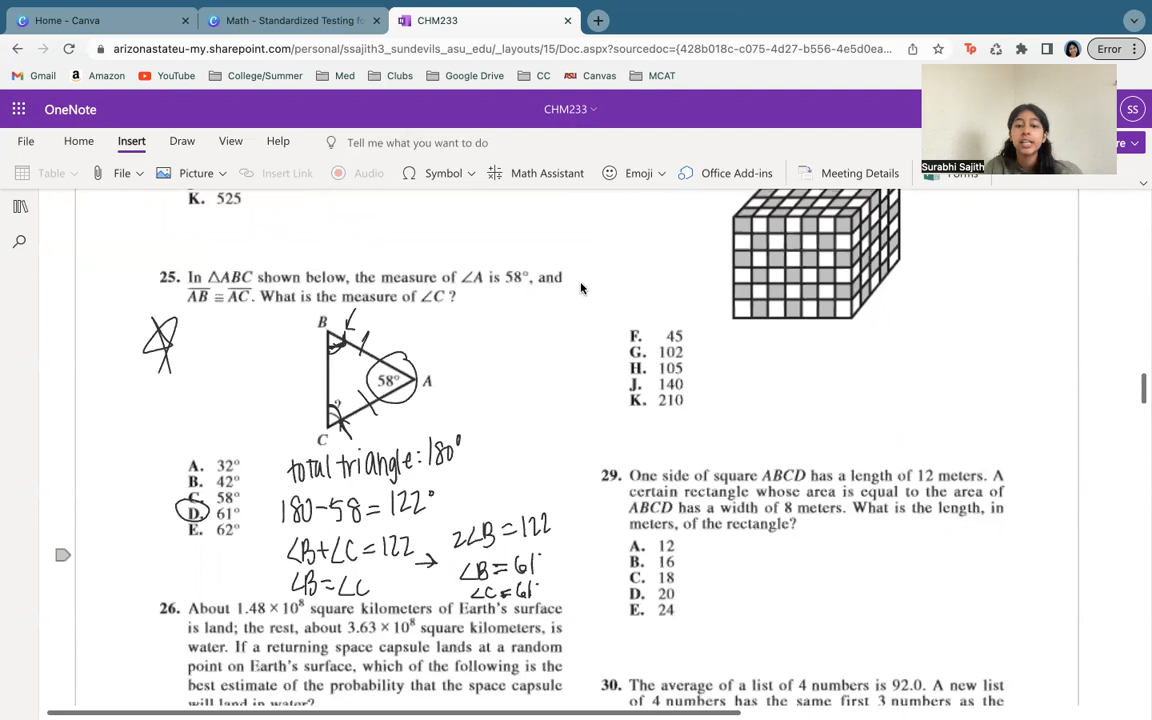 Home - Canva
Math - Standardized Testing fo
CHM233
arizonastateu-my.sharepoint.com/personal/ssajith3_sundevils_asu_edu/_layouts/15/Doc.aspx?sourcedoc={428b018c-c075-4d27-b556-4e5d0ea...
Error
Gmail
Amazon
YouTube
College/Summer
Med
Clubs
Google Drive
CC
ASU
Canvas
MCAT
OneNote
CHM233
SS
File
Home
Insert
Draw
View
Help
Tell me what you want to do
Surabhi Sajith
Table
File
Picture
Insert Link
Audio
Symbol
Math Assistant
Emoji
Office Add-ins
Meeting Details
K. 525
25. In △ABC shown below, the measure of ∠A is 58°, and
AB ≅ AC. What is the measure of ∠C ?
B
58°
A
?
C
A. 32°
B. 42°
C. 58°
D. 61°
E. 62°
total triangle: 180°
180-58=122°
∠B+∠C=122 →
∠B=∠C
2∠B=122
∠B=61°
∠C=61°
26. About 1.48 × 10⁸ square kilometers of Earth's surface
is land; the rest, about 3.63 × 10⁸ square kilometers, is
water. If a returning space capsule lands at a random
point on Earth's surface, which of the following is the
best estimate of the probability that the space capsule
will land in water?
F. 45
G. 102
H. 105
J. 140
K. 210
29. One side of square ABCD has a length of 12 meters. A
certain rectangle whose area is equal to the area of
ABCD has a width of 8 meters. What is the length, in
meters, of the rectangle?
A. 12
B. 16
C. 18
D. 20
E. 24
30. The average of a list of 4 numbers is 92.0. A new list
of 4 numbers has the same first 3 numbers as the